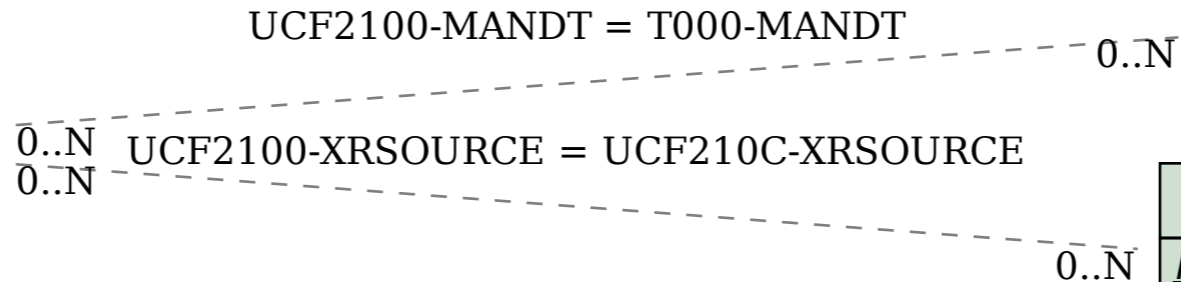 UCF2100-MANDT = T000-MANDT
0..N
0..N
UCF2100-XRSOURCE = UCF210C-XRSOURCE
0..N
0..N